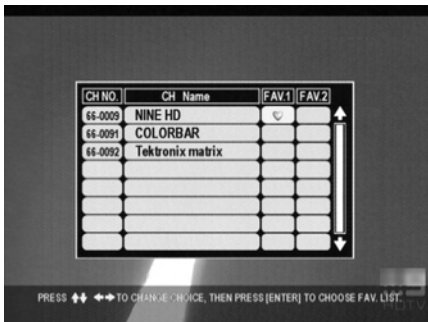 CH NO. CH Name FAV.1 FAV.2
66-0009 NINE HD
66-0091 COLORBAR
66-0092 Tektronix matrix
PRESS TO CHANGE CHOICE, THEN PRESS [ENTER] TO CHOOSE FAV. LIST.
HDTV